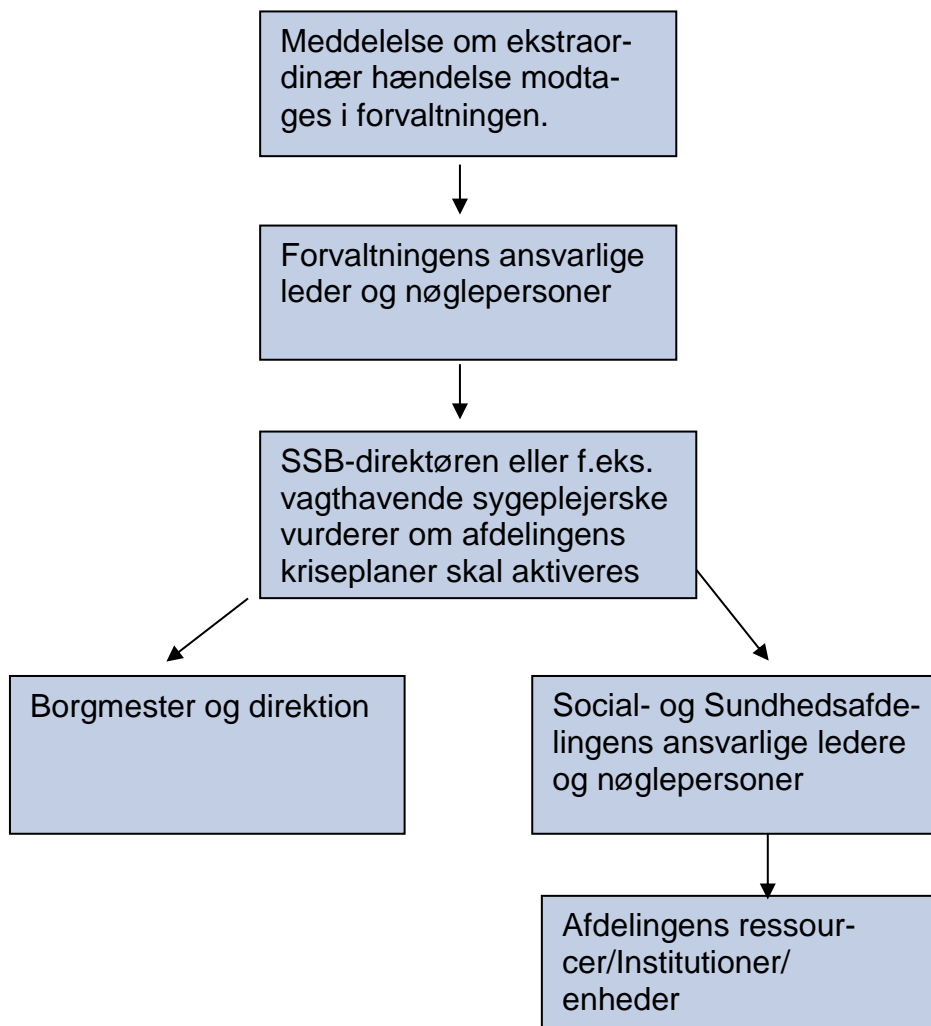 Meddelelse om ekstraor-
dinær hændelse modta-
ges i forvaltningen.
Forvaltningens ansvarlige
leder og nøglepersoner
SSB-direktøren eller f.eks.
vagthavende sygeplejerske
vurderer om afdelingens
kriseplaner skal aktiveres
Borgmester og direktion
Social- og Sundhedsafde-
lingens ansvarlige ledere
og nøglepersoner
Afdelingens ressour-
cer/Institutioner/
enheder